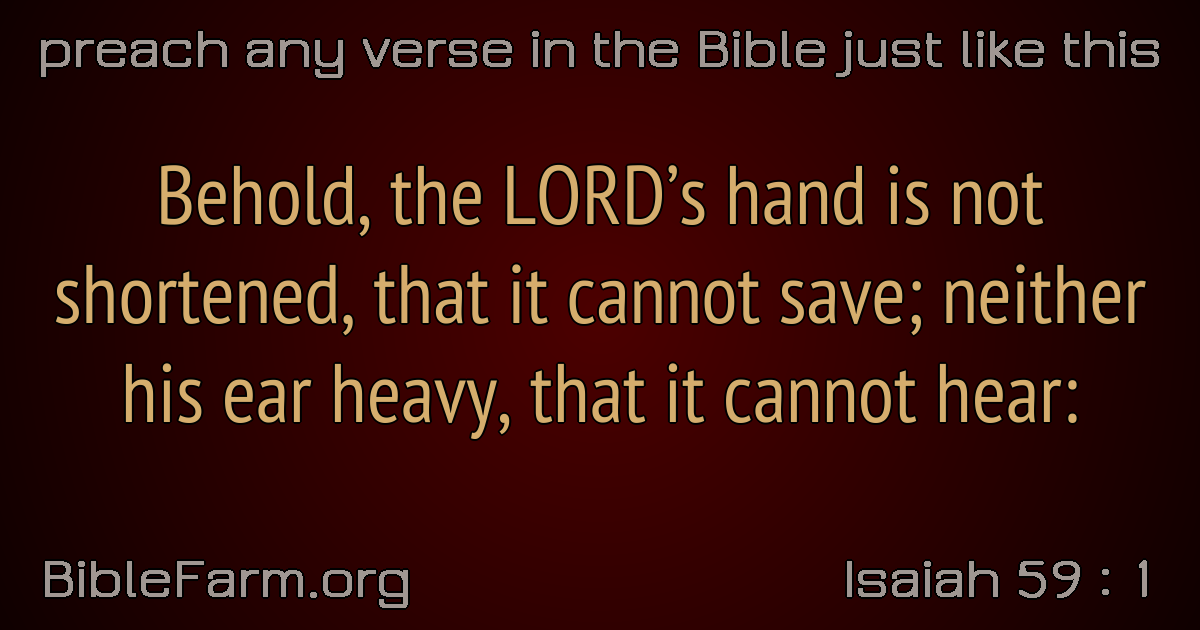 preach any verse in the Bible just like this
Behold, the LORD’s hand is not
shortened, that it cannot save; neither
his ear heavy, that it cannot hear:
BibleFarm.org
Isaiah 59 : 1